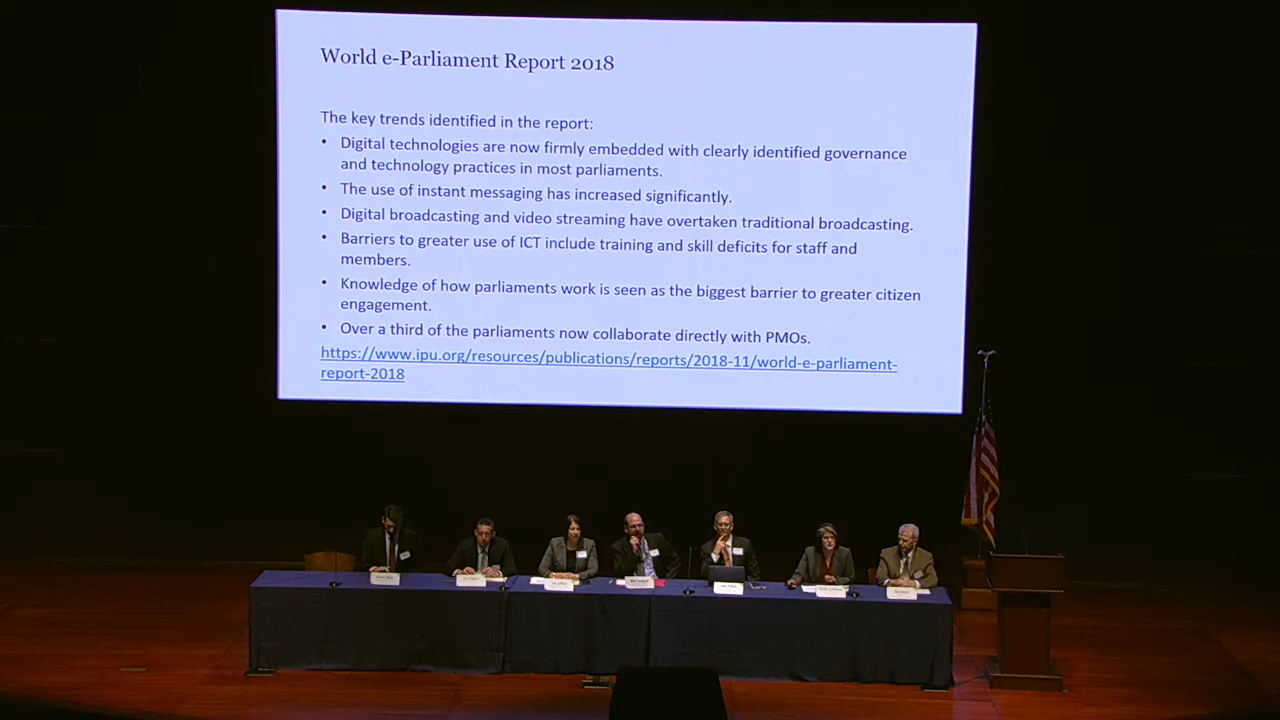 World e-Parliament Report 2018
The key trends identified in the report:
• Digital technologies are now firmly embedded with clearly identified governance
and technology practices in most parliaments.
• The use of instant messaging has increased significantly.
• Digital broadcasting and video streaming have overtaken traditional broadcasting.
• Barriers to greater use of ICT include training and skill deficits for staff and
members.
• Knowledge of how parliaments work is seen as the biggest barrier to greater citizen
engagement.
• Over a third of the parliaments now collaborate directly with PMOs.
https://www.ipu.org/resources/publications/reports/2018-11/world-e-parliament-
report-2018